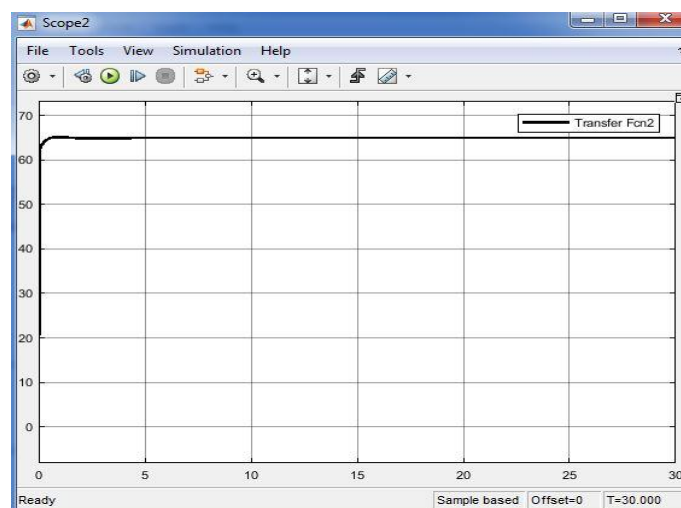 Scope2
File Tools View Simulation Help
Transfer Fcn2
70
60
50
40
30
20
10
0
0 5 10 15 20 25 30
Ready Sample based Offset=0 T=30.000